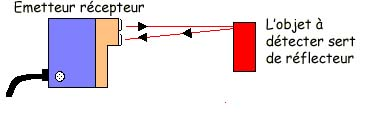 Emetteur récepteur
L'objet à
détecter sert
de réflecteur